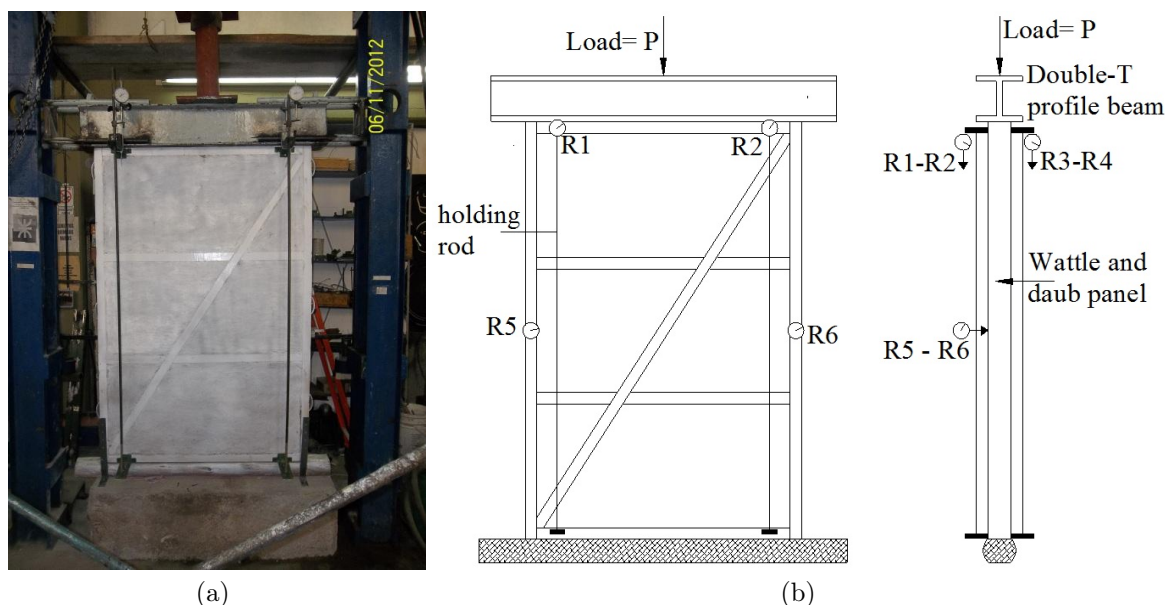 06/11/2012
Load= P
R1
R2
holding
rod
R5
R6
Load= P
Double-T
profile beam
R1-R2
R3-R4
Wattle and
daub panel
R5 - R6
(a)
(b)